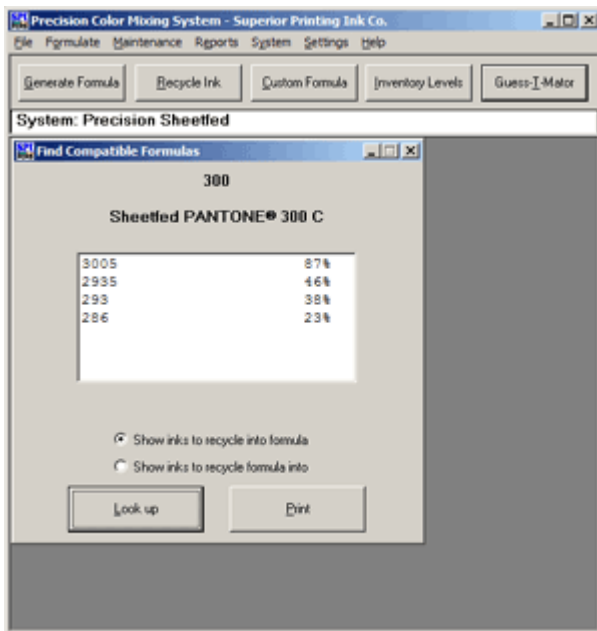 Precision Color Mixing System - Superior Printing Ink Co.
File Formulate Maintenance Reports System Settings Help
Generate Formula Recycle Ink Custom Formula Inventory Levels Guess-T-Mator
System: Precision Sheetfed
Find Compatible Formulas
300
Sheetfed PANTONE® 300 C
3005 87%
2935 46%
293 38%
286 23%
Show inks to recycle into formula
Show inks to recycle formula into
Look up Print